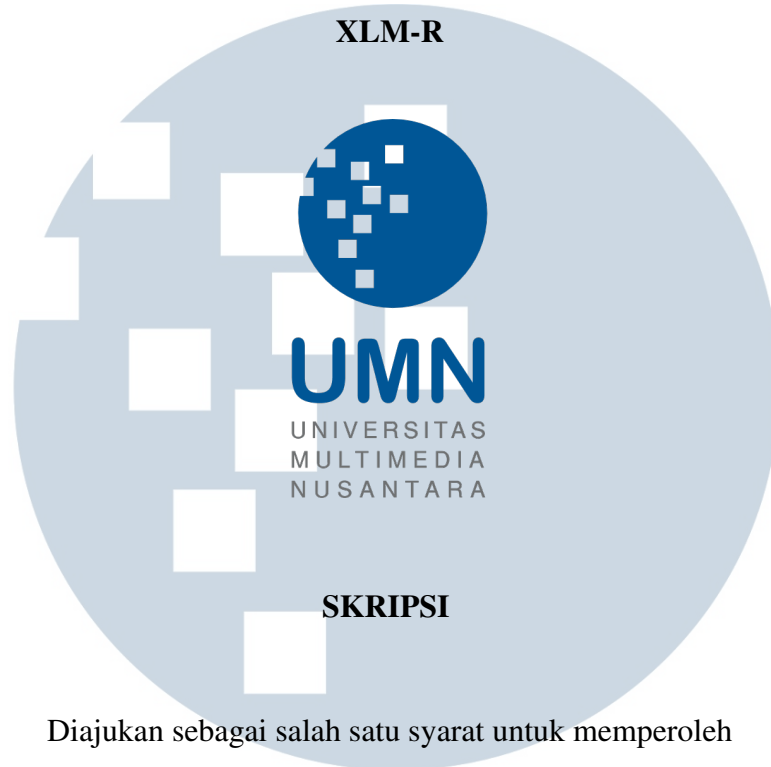 XLM-R
UMN
UNIVERSITAS
MULTIMEDIA
NUSANTARA
SKRIPSI
Diajukan sebagai salah satu syarat untuk memperoleh